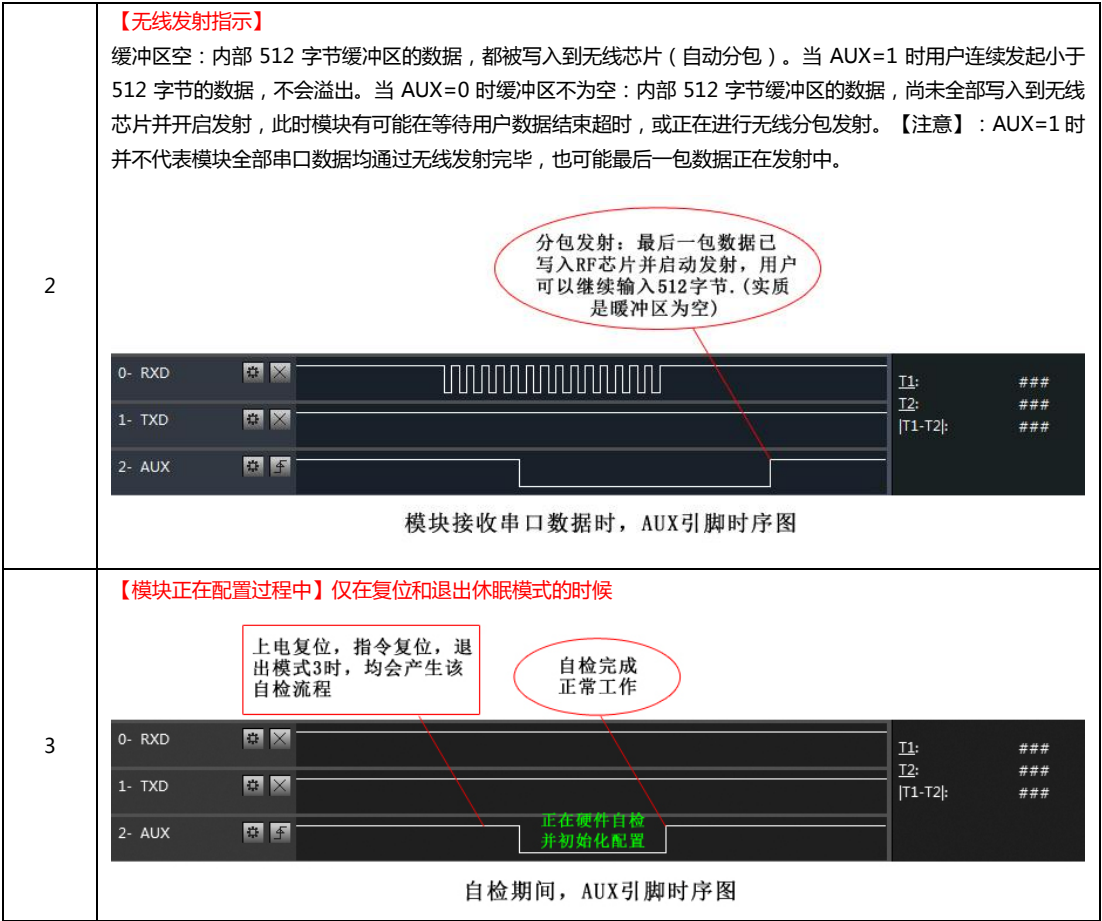 【无线发射指示】
缓冲区空：内部 512 字节缓冲区的数据，都被写入到无线芯片（自动分包）。当 AUX=1 时用户连续发起小于
512 字节的数据，不会溢出。当 AUX=0 时缓冲区不为空：内部 512 字节缓冲区的数据，尚未全部写入到无线
芯片并开启发射，此时模块有可能在等待用户数据结束超时，或正在进行无线分包发射。【注意】：AUX=1 时
并不代表模块全部串口数据均通过无线发射完毕，也可能最后一包数据正在发射中。
2
分包发射：最后一包数据已
写入RF芯片并启动发射，用户
可以继续输入512字节.(实质
是暖冲区为空)
0- RXD
1- TXD
2- AUX
T1: ###
T2: ###
|T1-T2|: ###
模块接收串口数据时，AUX引脚时序图
3
【模块正在配置过程中】仅在复位和退出休眠模式的时候
上电复位，指令复位，退
出模式3时，均会产生该
自检流程
自检完成
正常工作
0- RXD
1- TXD
2- AUX
正在硬件自检
并初始化配置
T1: ###
T2: ###
|T1-T2|: ###
自检期间，AUX引脚时序图